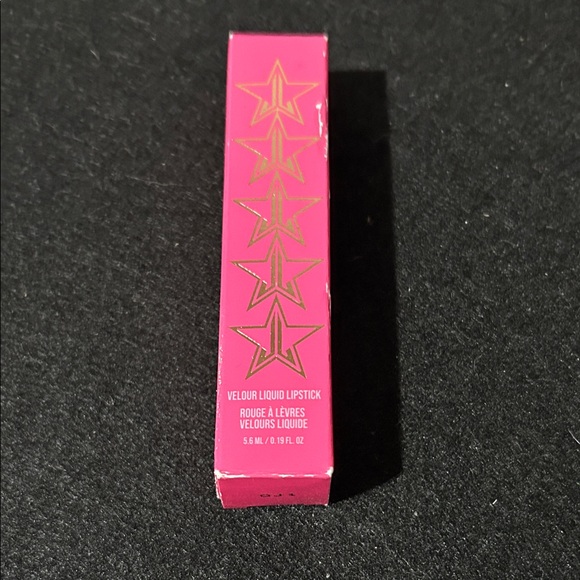 VELOUR LIQUID LIPSTICK
ROUGE À LÈVRES
VELOURS LIQUIDE
5.6 ML / 0.19 FL. OZ